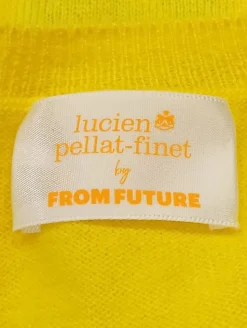 lucien
pellat-finet
by
FROM FUTURE